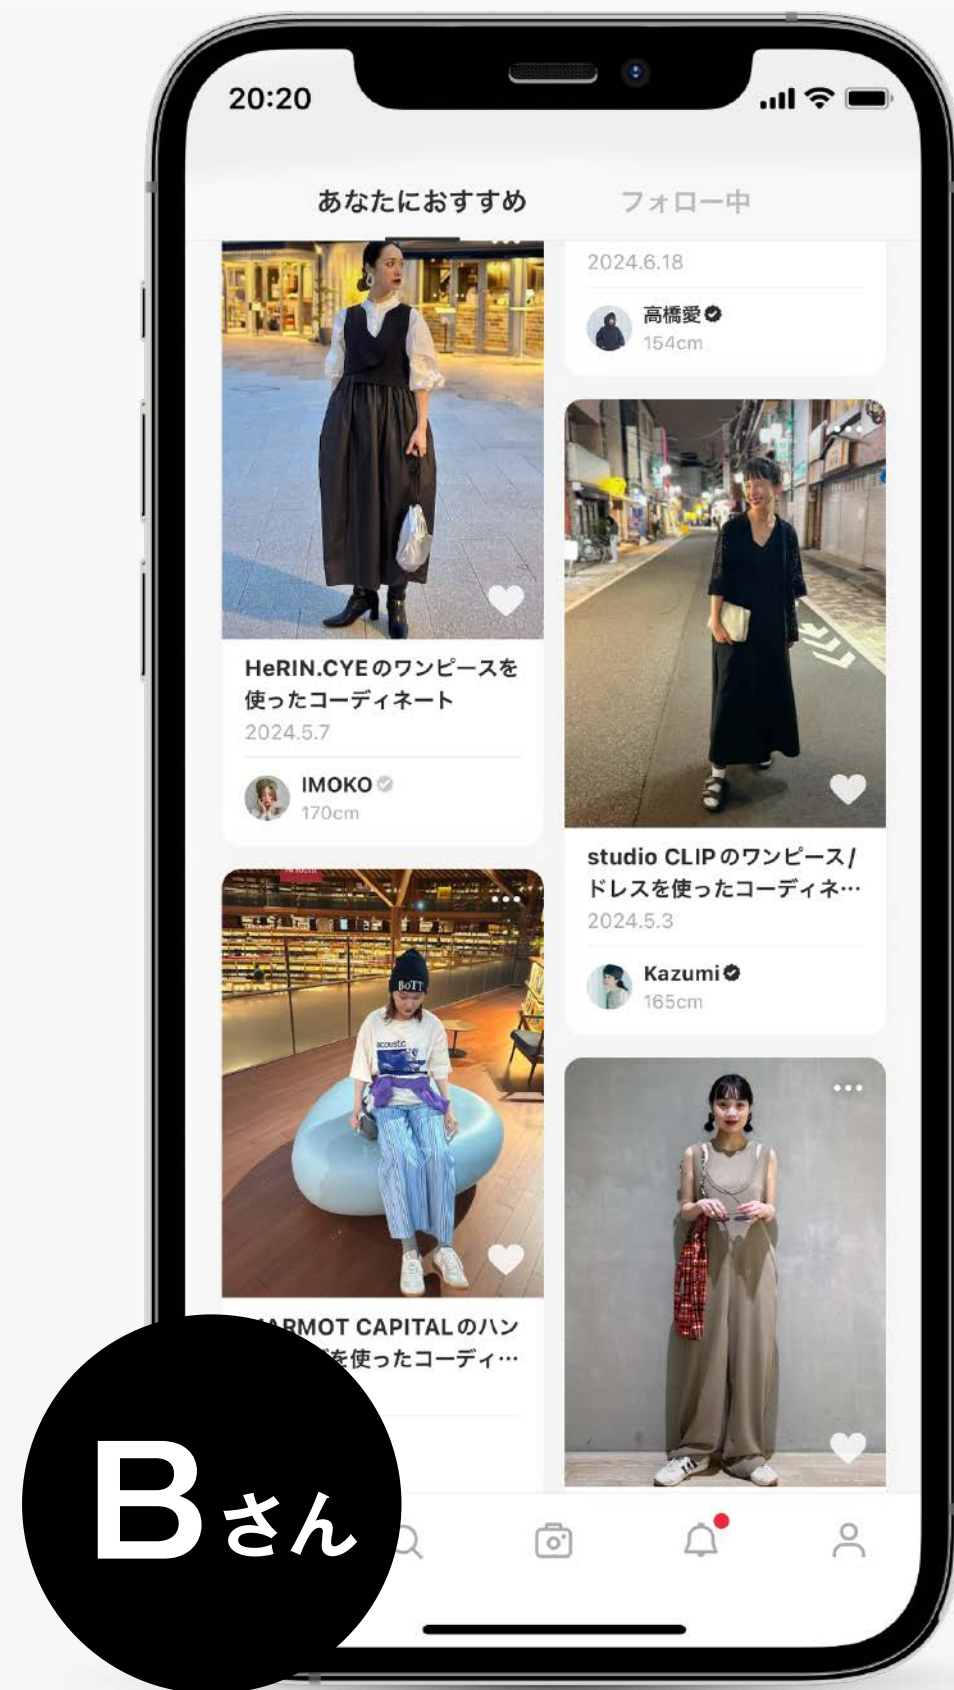 20:20
あなたにおすすめ
フォロー中
HeRIN.CYEのワンピースを
使ったコーディネート
2024.5.7
IMOKO
170cm
BoTT
acoustic
ARMOT CAPITALのハン
を使ったコーディ…
2024.6.18
高橋愛
154cm
studio CLIPのワンピース/
ドレスを使ったコーディネ…
2024.5.3
Kazumi
165cm
Bさん